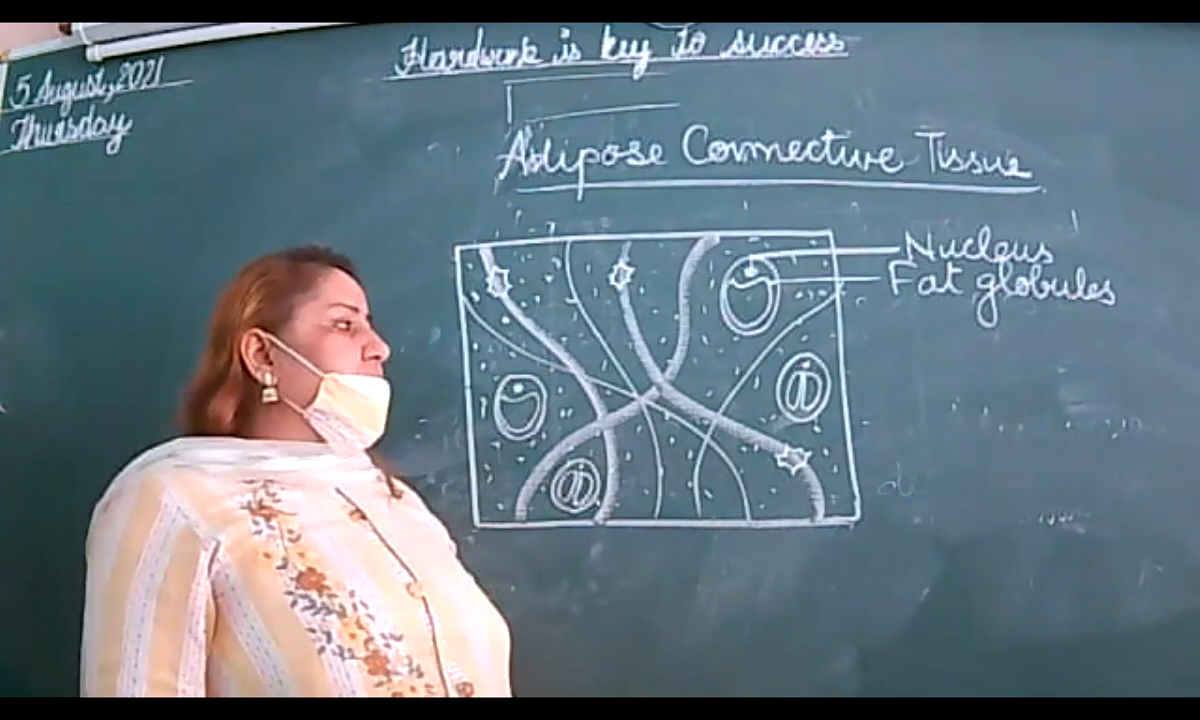 Hardwork is key to success
5 August, 2021
Thursday
Adipose Connective Tissue
Nucleus
Fat globules